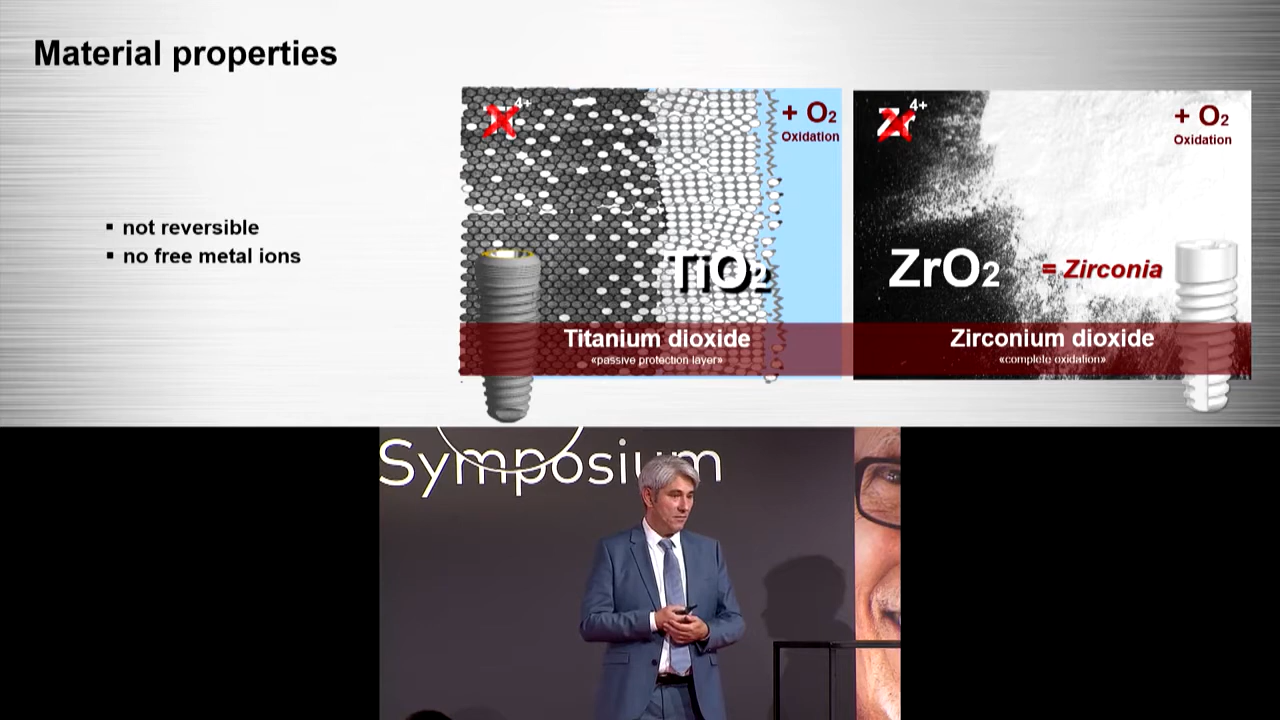 Material properties
▪ not reversible
▪ no free metal ions
4+
+ O2
Oxidation
TiO2
Titanium dioxide
«passive protection layer»
Zr 4+
+ O2
Oxidation
ZrO2
= Zirconia
Zirconium dioxide
«complete oxidation»
Symposium